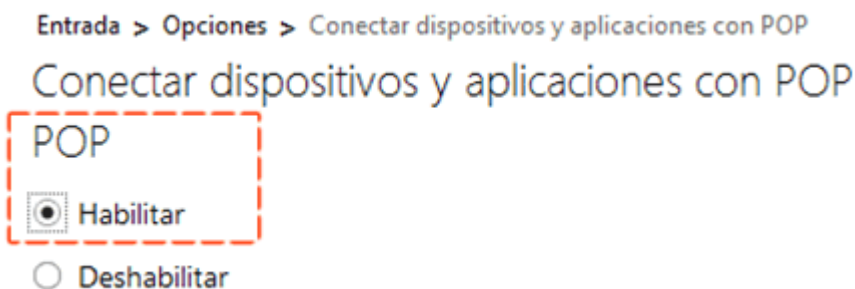 Entrada > Opciones > Conectar dispositivos y aplicaciones con POP
Conectar dispositivos y aplicaciones con POP
POP
Habilitar
Deshabilitar